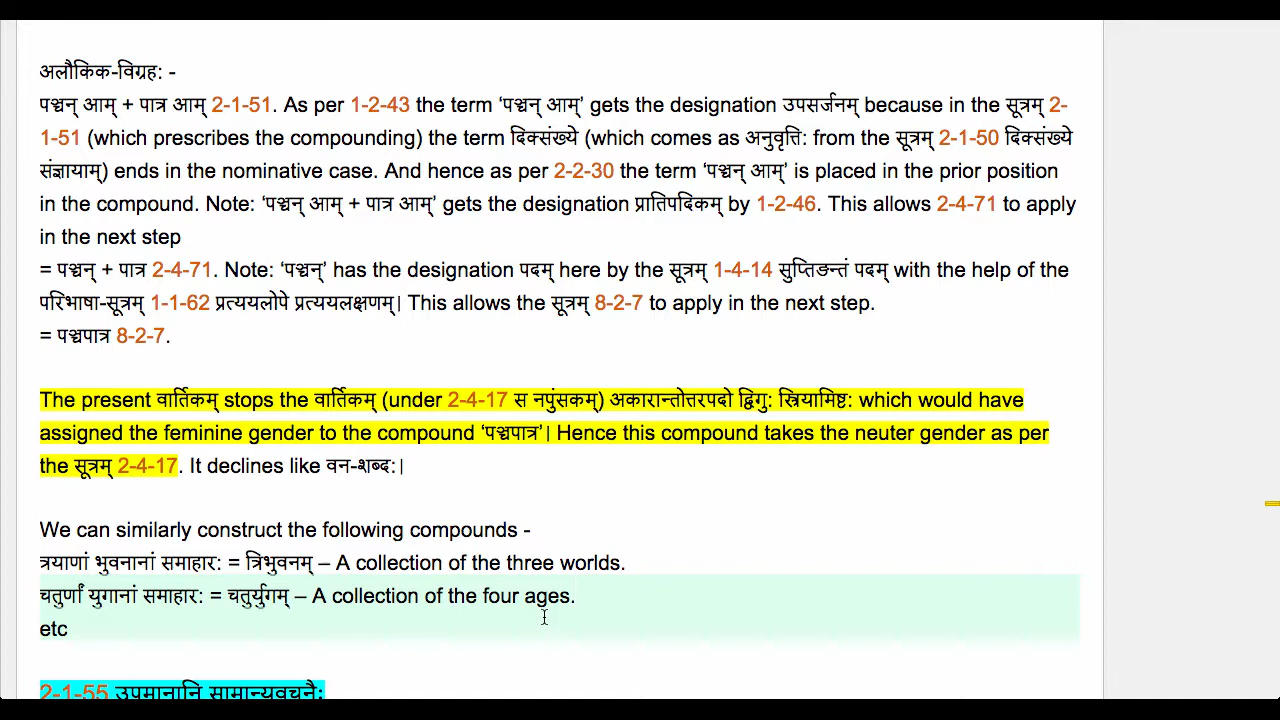 अलौकिक-विग्रह: -
पञ्चन् आम् + पात्र आम् 2-1-51. As per 1-2-43 the term ‘पञ्चन् आम्’ gets the designation उपसर्जनम् because in the सूत्रम् 2-
1-51 (which prescribes the compounding) the term दिक्संख्ये (which comes as अनुवृत्ति: from the सूत्रम् 2-1-50 दिक्संख्ये
संज्ञायाम्) ends in the nominative case. And hence as per 2-2-30 the term ‘पञ्चन् आम्’ is placed in the prior position
in the compound. Note: ‘पञ्चन् आम् + पात्र आम्’ gets the designation प्रातिपदिकम् by 1-2-46. This allows 2-4-71 to apply
in the next step
= पञ्चन् + पात्र 2-4-71. Note: ‘पञ्चन्’ has the designation पदम् here by the सूत्रम् 1-4-14 सुप्तिङन्तं पदम् with the help of the
परिभाषा-सूत्रम् 1-1-62 प्रत्ययलोपे प्रत्ययलक्षणम्। This allows the सूत्रम् 8-2-7 to apply in the next step.
= पञ्चपात्र 8-2-7.
The present वार्तिकम् stops the वार्तिकम् (under 2-4-17 स नपुंसकम्) अकारान्तोत्तरपदो द्विगु: स्त्रियामिष्ट: which would have
assigned the feminine gender to the compound ‘पञ्चपात्र’। Hence this compound takes the neuter gender as per
the सूत्रम् 2-4-17. It declines like वन-शब्द:।
We can similarly construct the following compounds -
त्रयाणां भुवनानां समाहार: = त्रिभुवनम् – A collection of the three worlds.
चतुर्णां युगानां समाहार: = चतुर्युगम् – A collection of the four ages.
etc
2-1-55 उपमानानि सामान्यवचनै: